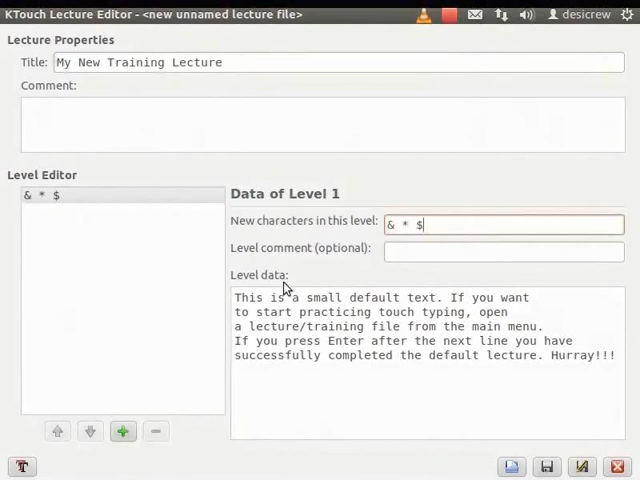 KTouch Lecture Editor - <new unnamed lecture file>
desicrew
Lecture Properties
Title: My New Training Lecture
Comment:
Level Editor
& * $
Data of Level 1
New characters in this level: & * $
Level comment (optional):
Level data:
This is a small default text. If you want
to start practicing touch typing, open
a lecture/training file from the main menu.
If you press Enter after the next line you have
successfully completed the default lecture. Hurray!!!
T